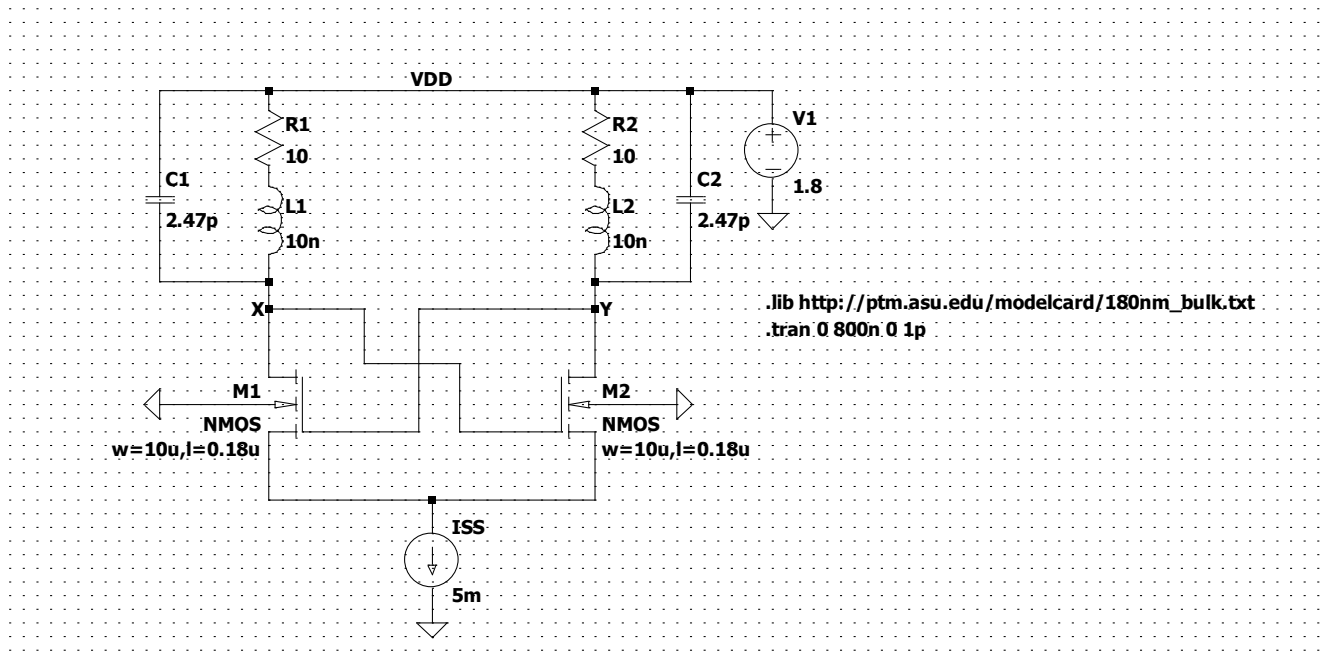 VDD
R1
10
R2
10
V1
1.8
C1
2.47p
L1
10n
L2
10n
C2
2.47p
X
Y
.lib http://ptm.asu.edu/modelcard/180nm_bulk.txt
.tran 0 800n 0 1p
M1
NMOS
w=10u,l=0.18u
M2
NMOS
w=10u,l=0.18u
ISS
5m